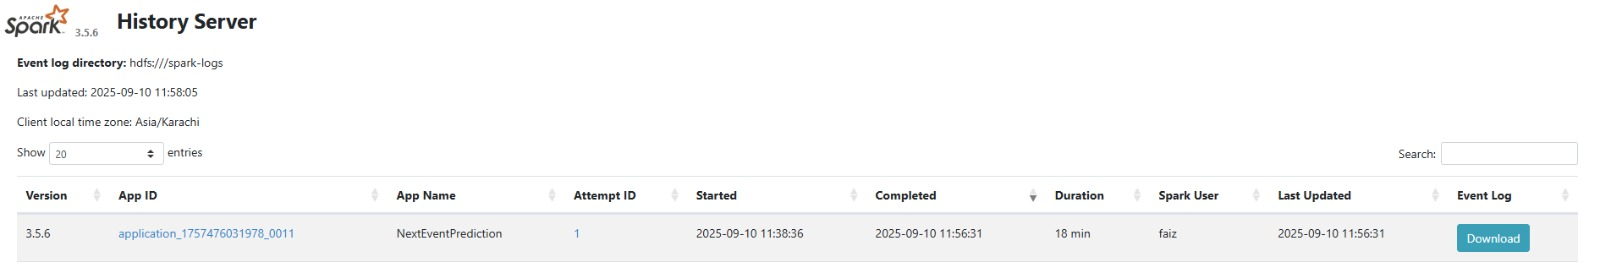 APACHE
Spark 3.5.6 History Server
Event log directory: hdfs:///spark-logs
Last updated: 2025-09-10 11:58:05
Client local time zone: Asia/Karachi
Show 20 entries
Search:
Version App ID App Name Attempt ID Started Completed Duration Spark User Last Updated Event Log
3.5.6 application_1757476031978_0011 NextEventPrediction 1 2025-09-10 11:38:36 2025-09-10 11:56:31 18 min faiz 2025-09-10 11:56:31 Download